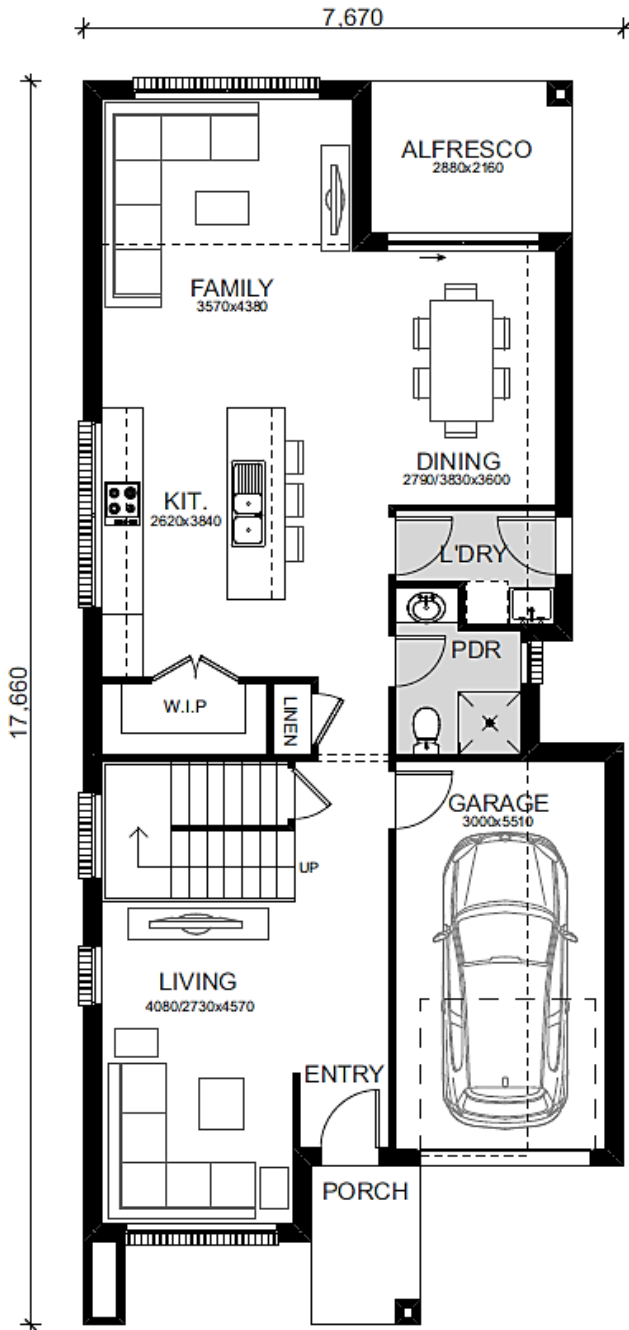 7,670
ALFRESCO
2880x2160
FAMILY
3570x4380
DINING
2790/3830x3600
KIT.
2620x3840
L'DRY
PDR
W.I.P
LINEN
17,660
GARAGE
3000x5510
UP
LIVING
4080/2730x4570
ENTRY
PORCH